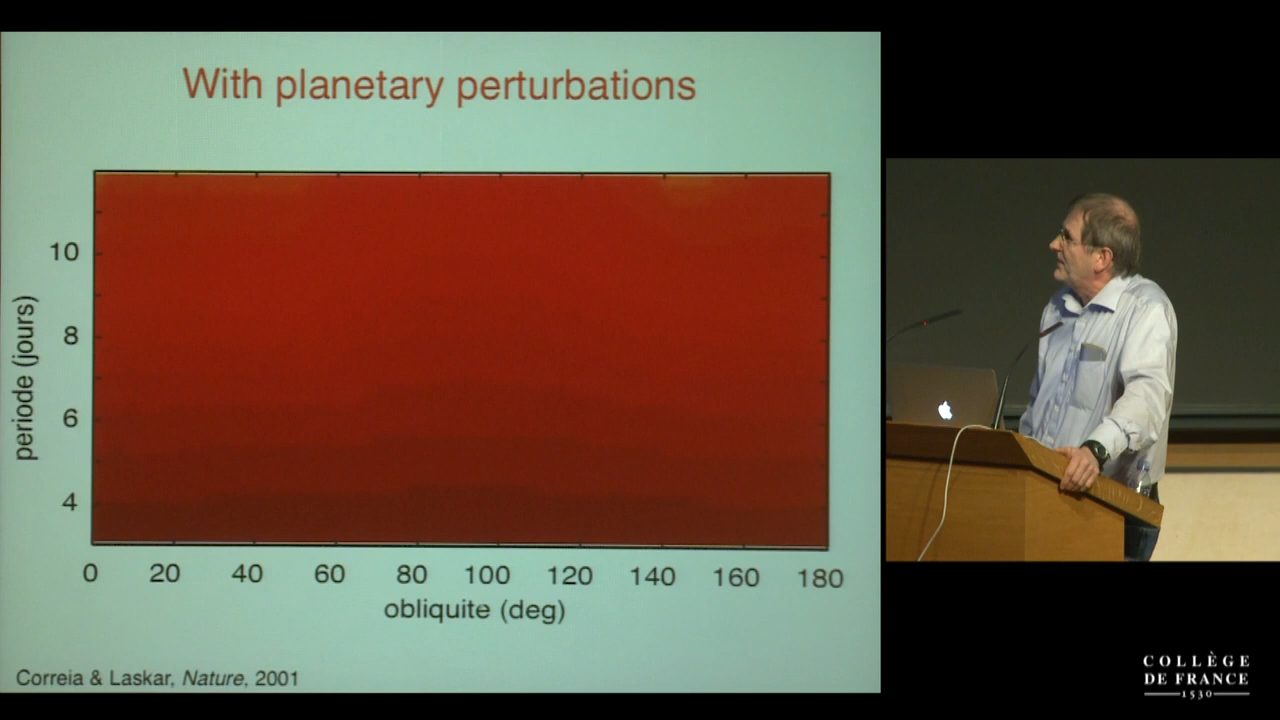 With planetary perturbations
10
8
6
4
periode (jours)
0 20 40 60 80 100 120 140 160 180
obliquite (deg)
Correia & Laskar, Nature, 2001
COLLÈGE
DE FRANCE
1530